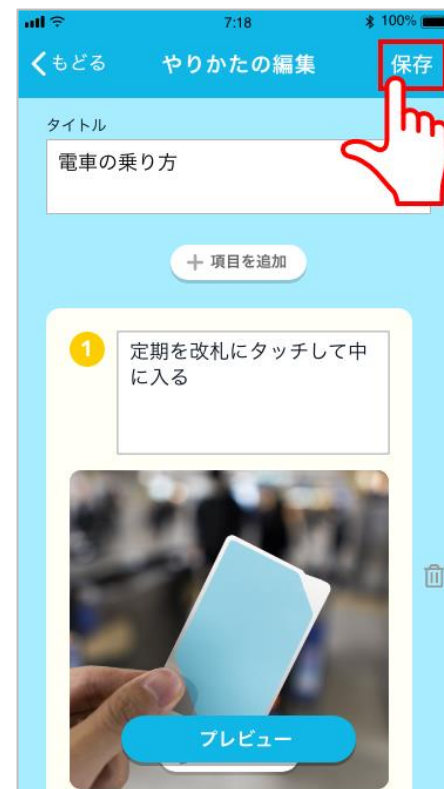 7:18
100%
もどる
やりかたの編集
保存
タイトル
電車の乗り方
+ 項目を追加
1
定期を改札にタッチして中
に入る
プレビュー